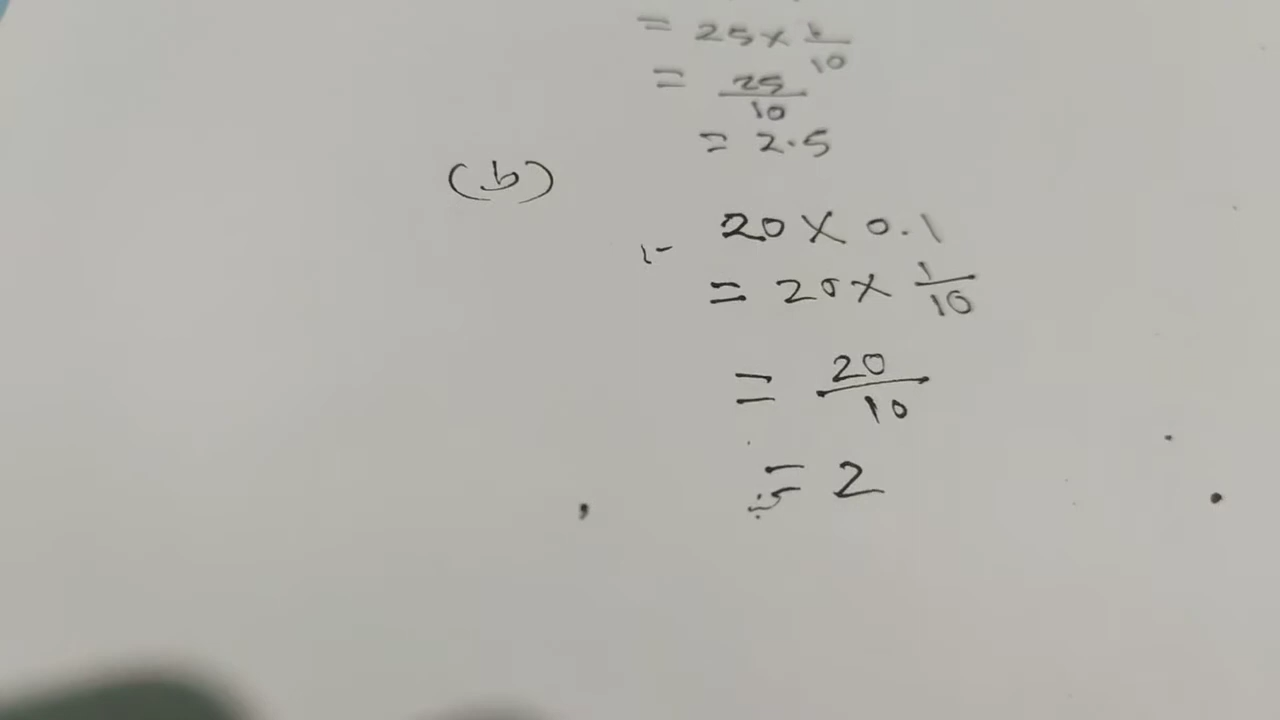 = 25 × 1/10
= 25/10
= 2.5
(b)
20 × 0.1
= 20 × 1/10
= 20/10
= 2